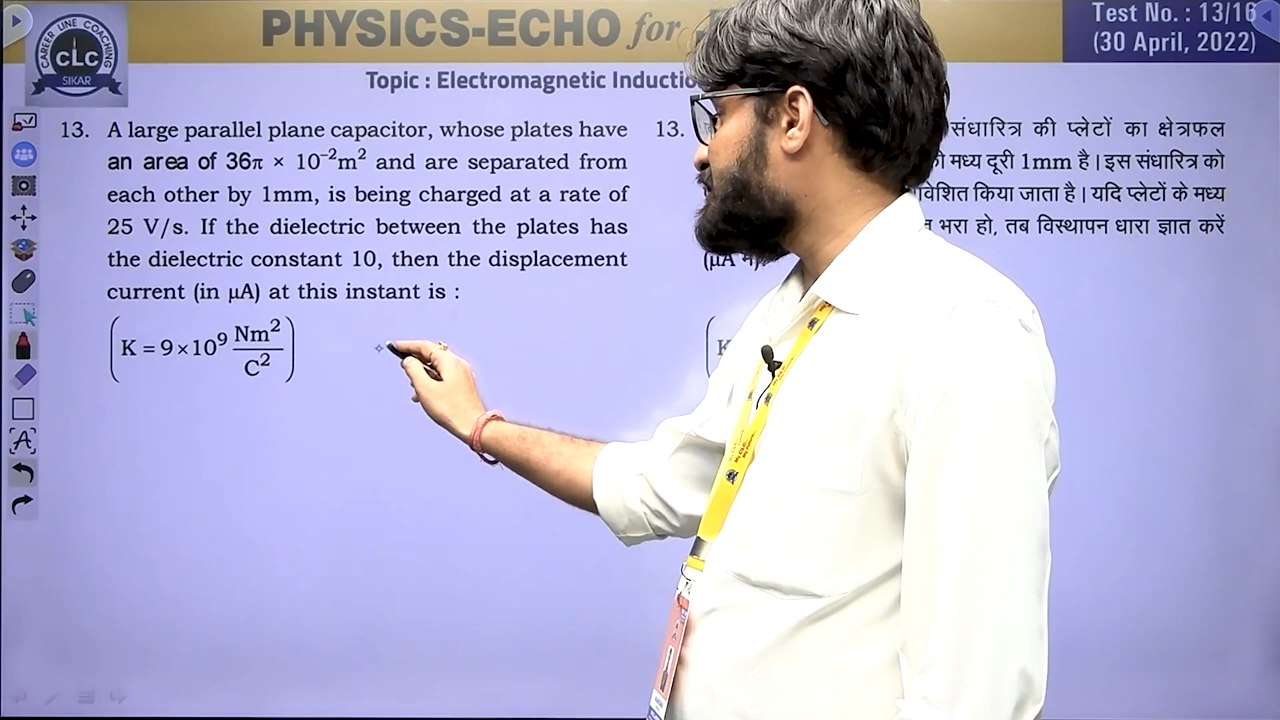 CAREER LINE COACHING
CLC
SIKAR
PHYSICS-ECHO for
Test No. : 13/16
(30 April, 2022)
Topic : Electromagnetic Inductio
13. A large parallel plane capacitor, whose plates have
an area of 36π × 10⁻²m² and are separated from
each other by 1mm, is being charged at a rate of
25 V/s. If the dielectric between the plates has
the dielectric constant 10, then the displacement
current (in μA) at this instant is :
(K = 9×10⁹ Nm²/C²)
13. संधारित्र की प्लेटों का क्षेत्रफल
मध्य दूरी 1mm है। इस संधारित्र को
किया जाता है। यदि प्लेटों के मध्य
भरा हो, तब विस्थापन धारा ज्ञात करें
(μA में)
(K